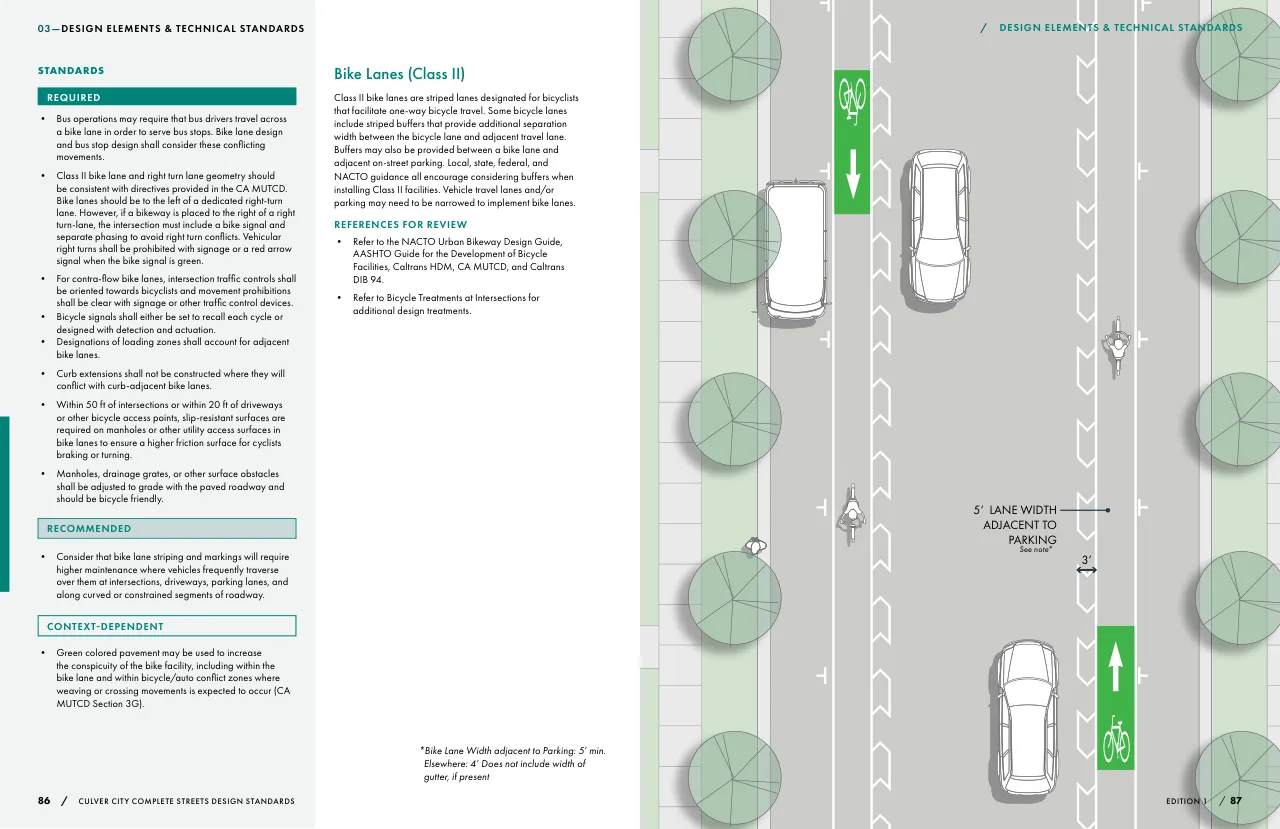 03—DESIGN ELEMENTS & TECHNICAL STANDARDS
STANDARDS
REQUIRED
• Bus operations may require that bus drivers travel across
a bike lane in order to serve bus stops. Bike lane design
and bus stop design shall consider these conflicting
movements.
• Class II bike lane and right turn lane geometry should
be consistent with directives provided in the CA MUTCD.
Bike lanes should be to the left of a dedicated right-turn
lane. However, if a bikeway is placed to the right of a right
turn-lane, the intersection must include a bike signal and
separate phasing to avoid right turn conflicts. Vehicular
right turns shall be prohibited with signage or a red arrow
signal when the bike signal is green.
• For contra-flow bike lanes, intersection traffic controls shall
be oriented towards bicyclists and movement prohibitions
shall be clear with signage or other traffic control devices.
• Bicycle signals shall either be set to recall each cycle or
designed with detection and actuation.
• Designations of loading zones shall account for adjacent
bike lanes.
• Curb extensions shall not be constructed where they will
conflict with curb-adjacent bike lanes.
• Within 50 ft of intersections or within 20 ft of driveways
or other bicycle access points, slip-resistant surfaces are
required on manholes or other utility access surfaces in
bike lanes to ensure a higher friction surface for cyclists
braking or turning.
• Manholes, drainage grates, or other surface obstacles
shall be adjusted to grade with the paved roadway and
should be bicycle friendly.
RECOMMENDED
• Consider that bike lane striping and markings will require
higher maintenance where vehicles frequently traverse
over them at intersections, driveways, parking lanes, and
along curved or constrained segments of roadway.
CONTEXT-DEPENDENT
• Green colored pavement may be used to increase
the conspicuity of the bike facility, including within the
bike lane and within bicycle/auto conflict zones where
weaving or crossing movements is expected to occur (CA
MUTCD Section 3G).
86 / CULVER CITY COMPLETE STREETS DESIGN STANDARDS
Bike Lanes (Class II)
Class II bike lanes are striped lanes designated for bicyclists
that facilitate one-way bicycle travel. Some bicycle lanes
include striped buffers that provide additional separation
width between the bicycle lane and adjacent travel lane.
Buffers may also be provided between a bike lane and
adjacent on-street parking. Local, state, federal, and
NACTO guidance all encourage considering buffers when
installing Class II facilities. Vehicle travel lanes and/or
parking may need to be narrowed to implement bike lanes.
REFERENCES FOR REVIEW
• Refer to the NACTO Urban Bikeway Design Guide,
AASHTO Guide for the Development of Bicycle
Facilities, Caltrans HDM, CA MUTCD, and Caltrans
DIB 94.
• Refer to Bicycle Treatments at Intersections for
additional design treatments.
*Bike Lane Width adjacent to Parking: 5' min.
Elsewhere: 4' Does not include width of
gutter, if present
/ DESIGN ELEMENTS & TECHNICAL STANDARDS
5' LANE WIDTH
ADJACENT TO
PARKING
See note*
3'
EDITION 1 / 87